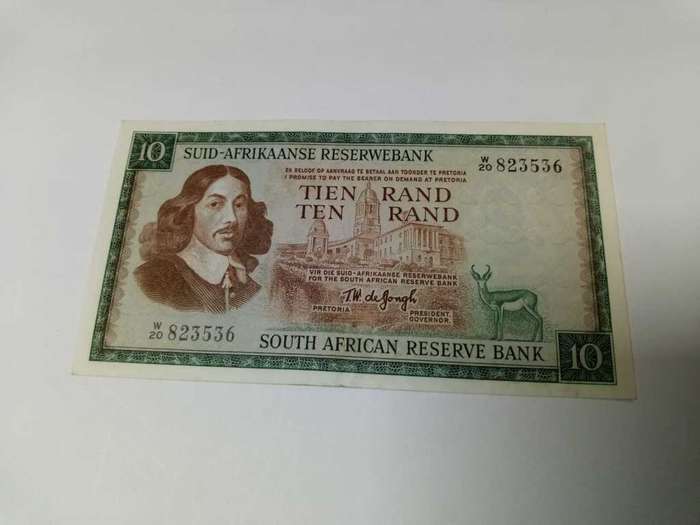 10
SUID-AFRIKAANSE RESERWEBANK
W/20 823536
EK BELOOF OP AANVRAAG TE BETAAL AAN TOONDER TE PRETORIA
I PROMISE TO PAY THE BEARER ON DEMAND AT PRETORIA
TIEN RAND
TEN RAND
VIR DIE SUID-AFRIKAANSE RESERWEBANK
FOR THE SOUTH AFRICAN RESERVE BANK
T.W. de Jongh
PRETORIA
PRESIDENT
GOVERNOR.
W/20 823536
SOUTH AFRICAN RESERVE BANK
10